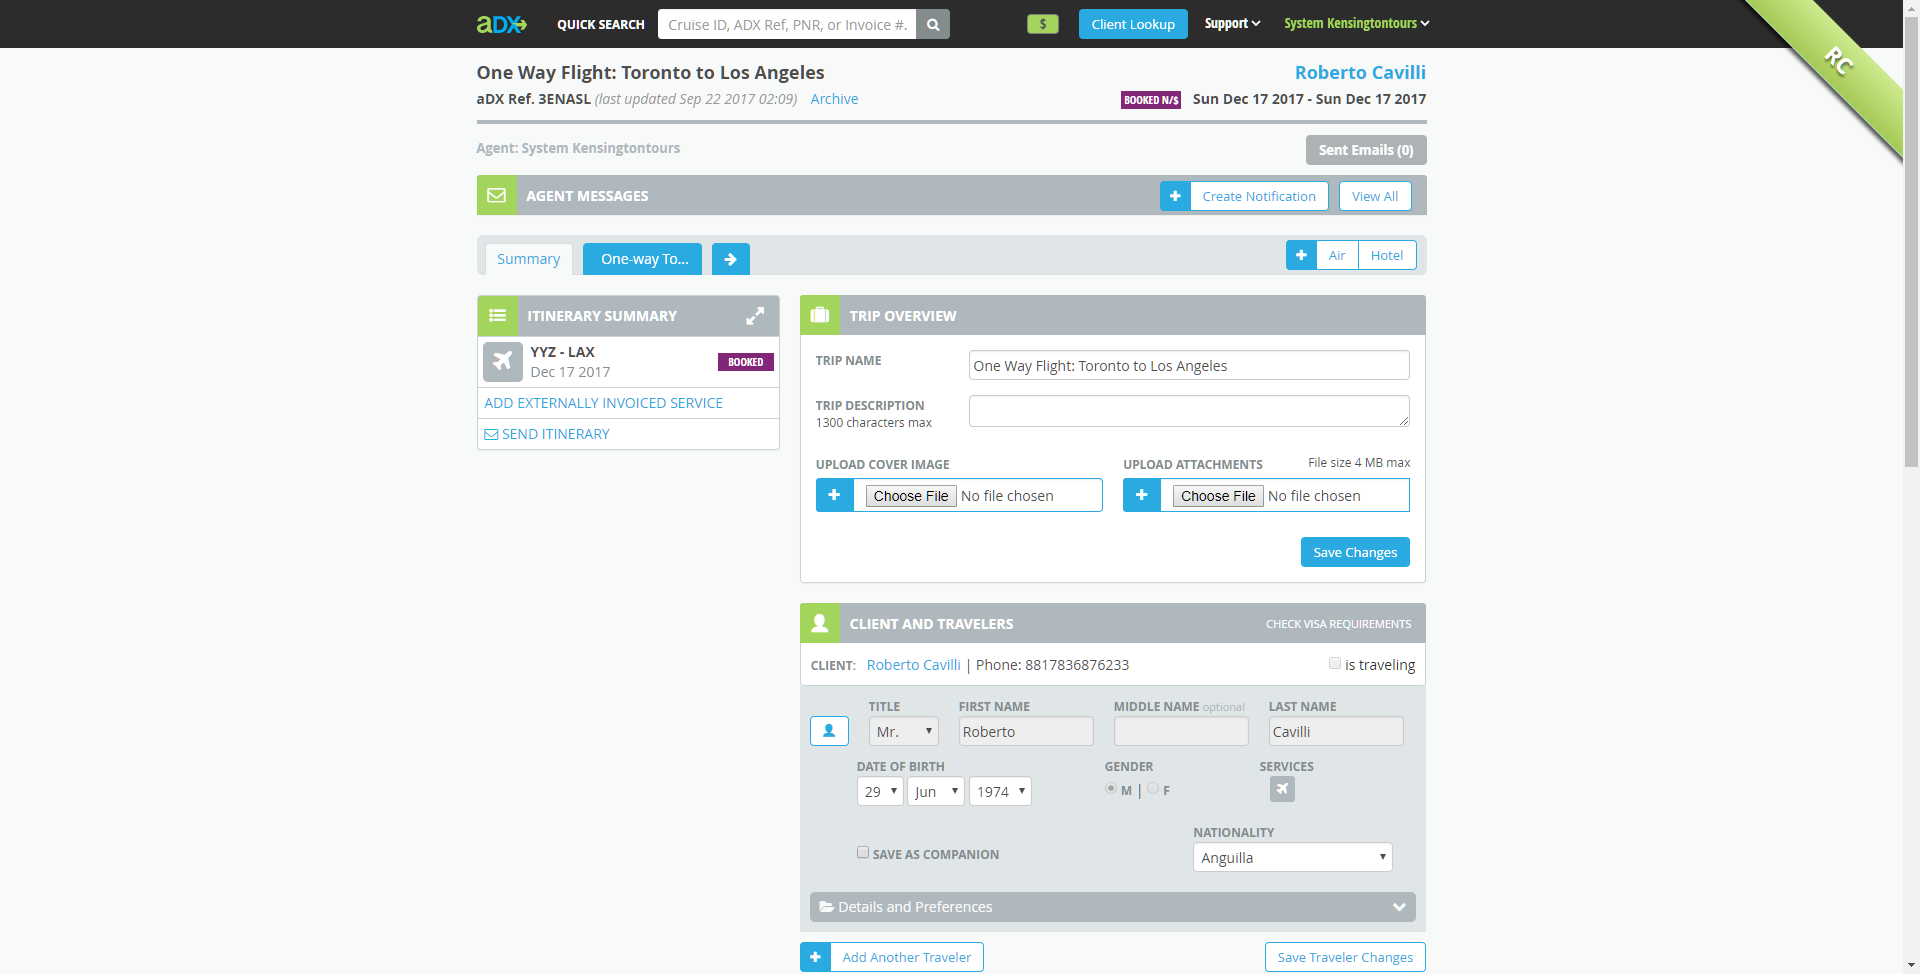 aDX QUICK SEARCH Cruise ID, ADX Ref, PNR, or Invoice #. $ Client Lookup Support System Kensingtontours
RC
One Way Flight: Toronto to Los Angeles Roberto Cavilli
aDX Ref. 3ENASL (last updated Sep 22 2017 02:09) Archive BOOKED N/$ Sun Dec 17 2017 - Sun Dec 17 2017
Agent: System Kensingtontours Sent Emails (0)
AGENT MESSAGES + Create Notification View All
Summary One-way To... + Air Hotel
ITINERARY SUMMARY
YYZ - LAX
Dec 17 2017
BOOKED
ADD EXTERNALLY INVOICED SERVICE
SEND ITINERARY
TRIP OVERVIEW
TRIP NAME One Way Flight: Toronto to Los Angeles
TRIP DESCRIPTION
1300 characters max
UPLOAD COVER IMAGE UPLOAD ATTACHMENTS File size 4 MB max
+ Choose File No file chosen + Choose File No file chosen
Save Changes
CLIENT AND TRAVELERS CHECK VISA REQUIREMENTS
CLIENT: Roberto Cavilli | Phone: 8817836876233 is traveling
TITLE FIRST NAME MIDDLE NAME optional LAST NAME
Mr. Roberto Cavilli
DATE OF BIRTH GENDER SERVICES
29 Jun 1974 M | F
NATIONALITY
SAVE AS COMPANION Anguilla
Details and Preferences
+ Add Another Traveler Save Traveler Changes